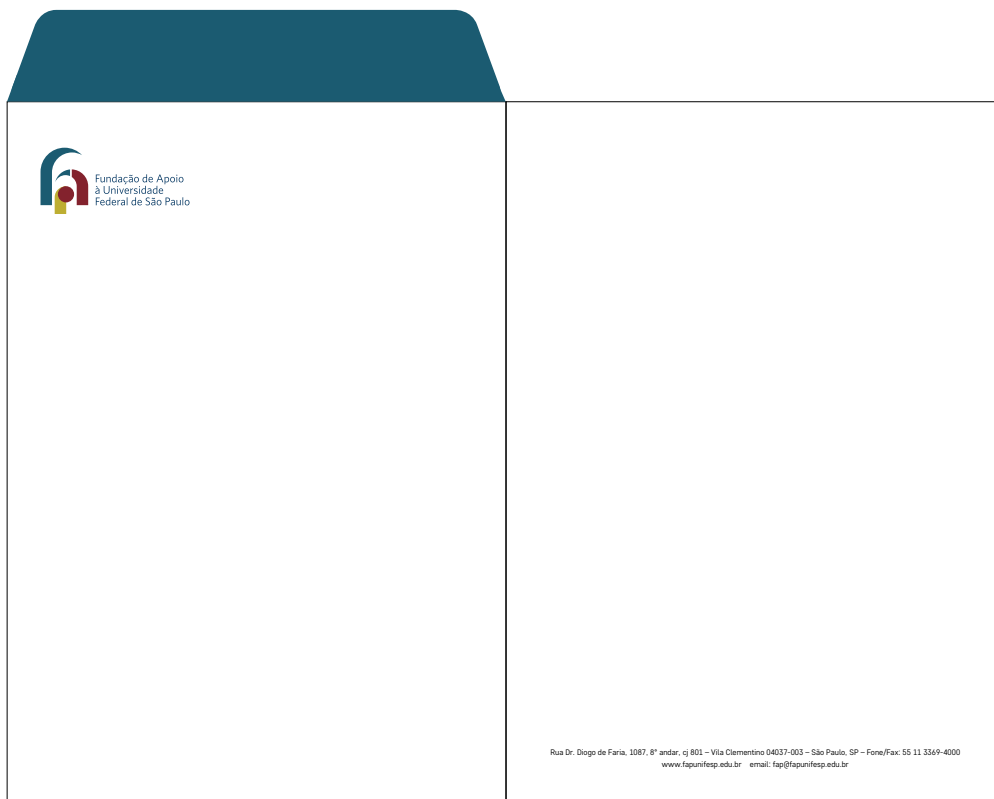 Fundação de Apoio
à Universidade
Federal de São Paulo
Rua Dr. Diogo de Faria, 1087, 8° andar, cj 801 – Vila Clementino 04037-003 – São Paulo, SP – Fone/Fax: 55 11 3369-4000
www.fapunifesp.edu.br email: fap@fapunifesp.edu.br